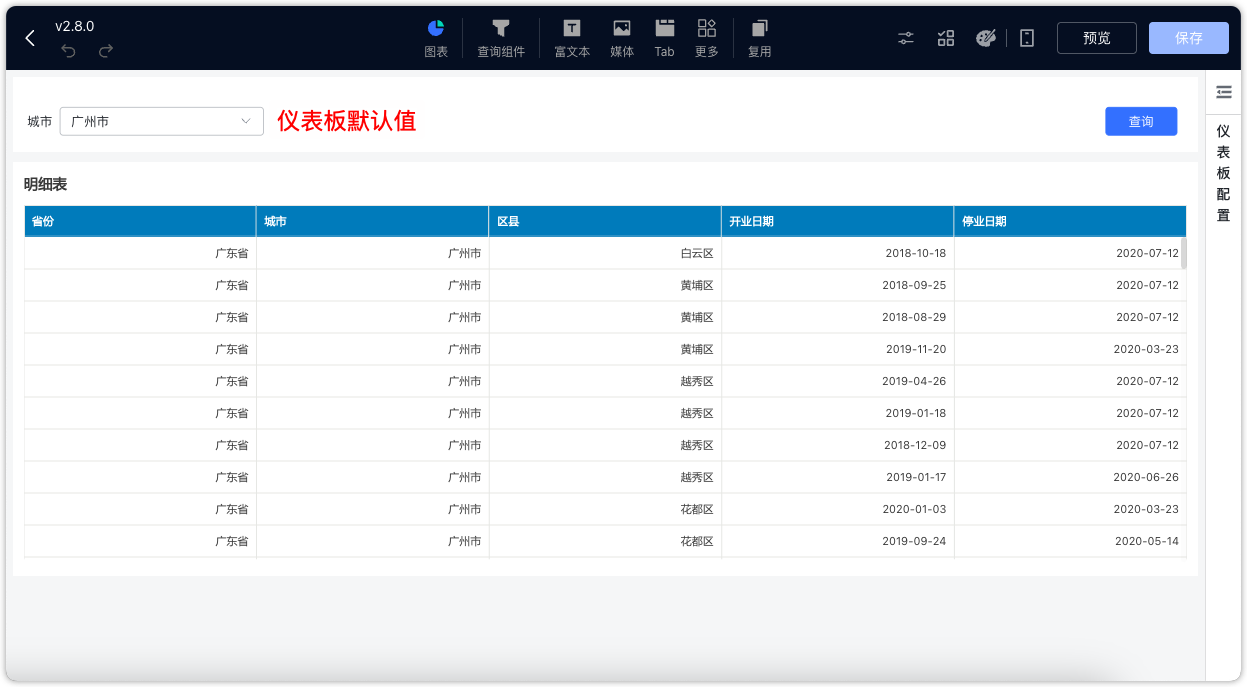 v2.8.0
图表 查询组件 富文本 媒体 Tab 更多 复用 预览 保存
城市 广州市 仪表板默认值 查询
仪表板配置
明细表
省份 城市 区县 开业日期 停业日期
广东省 广州市 白云区 2018-10-18 2020-07-12
广东省 广州市 黄埔区 2018-09-25 2020-07-12
广东省 广州市 黄埔区 2018-08-29 2020-07-12
广东省 广州市 黄埔区 2019-11-20 2020-03-23
广东省 广州市 越秀区 2019-04-26 2020-07-12
广东省 广州市 越秀区 2019-01-18 2020-07-12
广东省 广州市 越秀区 2018-12-09 2020-07-12
广东省 广州市 越秀区 2019-01-17 2020-06-26
广东省 广州市 花都区 2020-01-03 2020-03-23
广东省 广州市 花都区 2019-09-24 2020-05-14